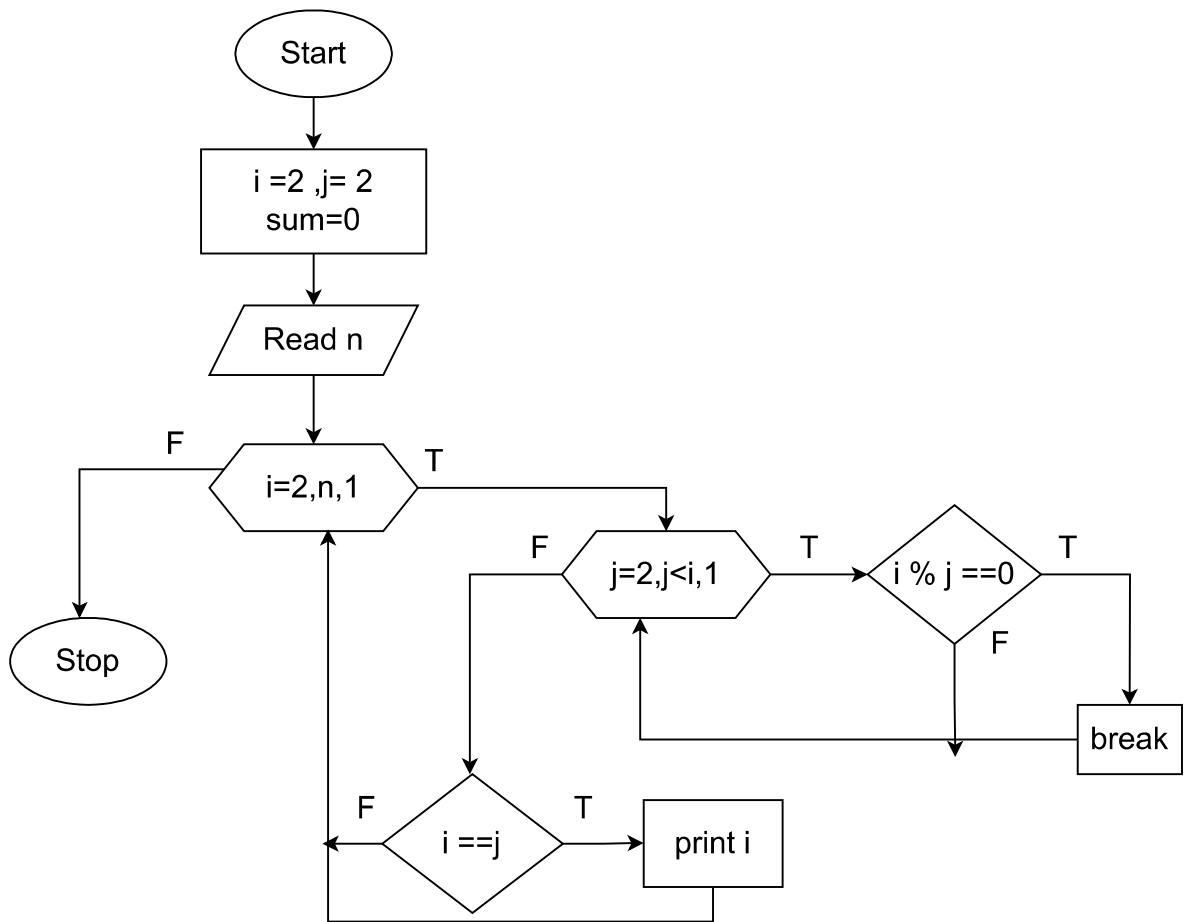 Start
i =2 ,j= 2
sum=0
Read n
F
i=2,n,1
T
F
j=2,j<i,1
T
i % j ==0
T
F
Stop
break
F
i ==j
T
print i